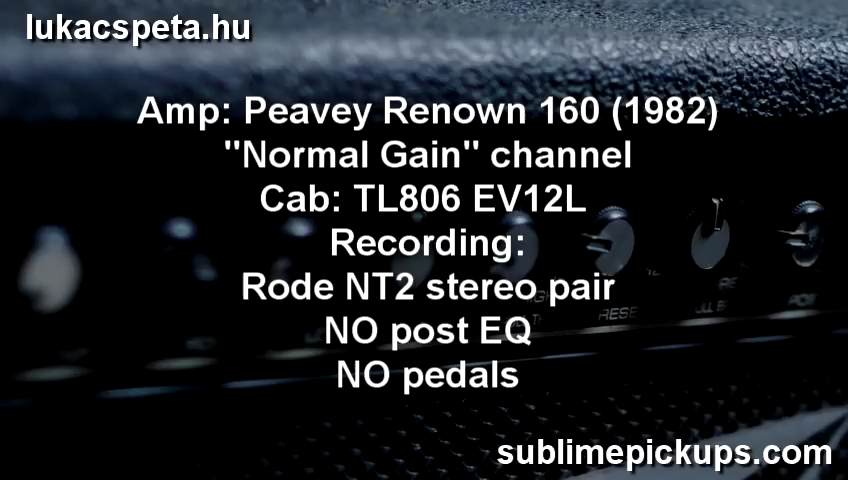 lukacspeta.hu
Amp: Peavey Renown 160 (1982)
"Normal Gain" channel
Cab: TL806 EV12L
Recording:
Rode NT2 stereo pair
NO post EQ
NO pedals
RESE
sublimepickups.com